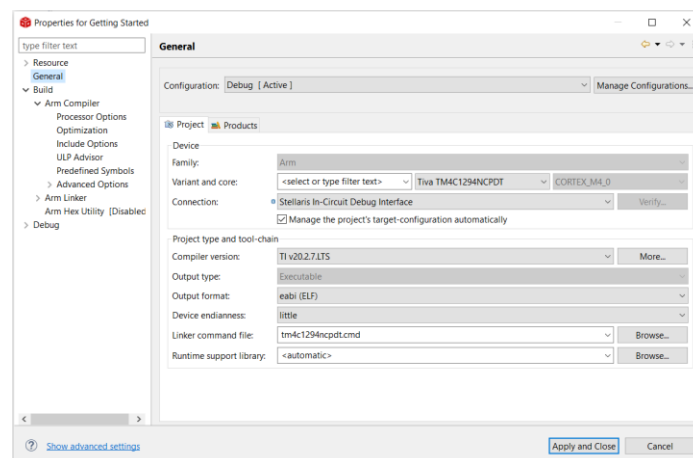 Properties for Getting Started
type filter text
Resource
General
Build
Arm Compiler
Processor Options
Optimization
Include Options
ULP Advisor
Predefined Symbols
Advanced Options
Arm Linker
Arm Hex Utility [Disabled
Debug
General
Configuration: Debug [ Active ] Manage Configurations...
Project Products
Device
Family: Arm
Variant and core: <select or type filter text> Tiva TM4C1294NCPDT CORTEX_M4_0
Connection: Stellaris In-Circuit Debug Interface Verify...
Manage the project's target-configuration automatically
Project type and tool-chain
Compiler version: TI v20.2.7.LTS More...
Output type: Executable
Output format: eabi (ELF)
Device endianness: little
Linker command file: tm4c1294ncpdt.cmd Browse...
Runtime support library: <automatic> Browse...
Show advanced settings Apply and Close Cancel